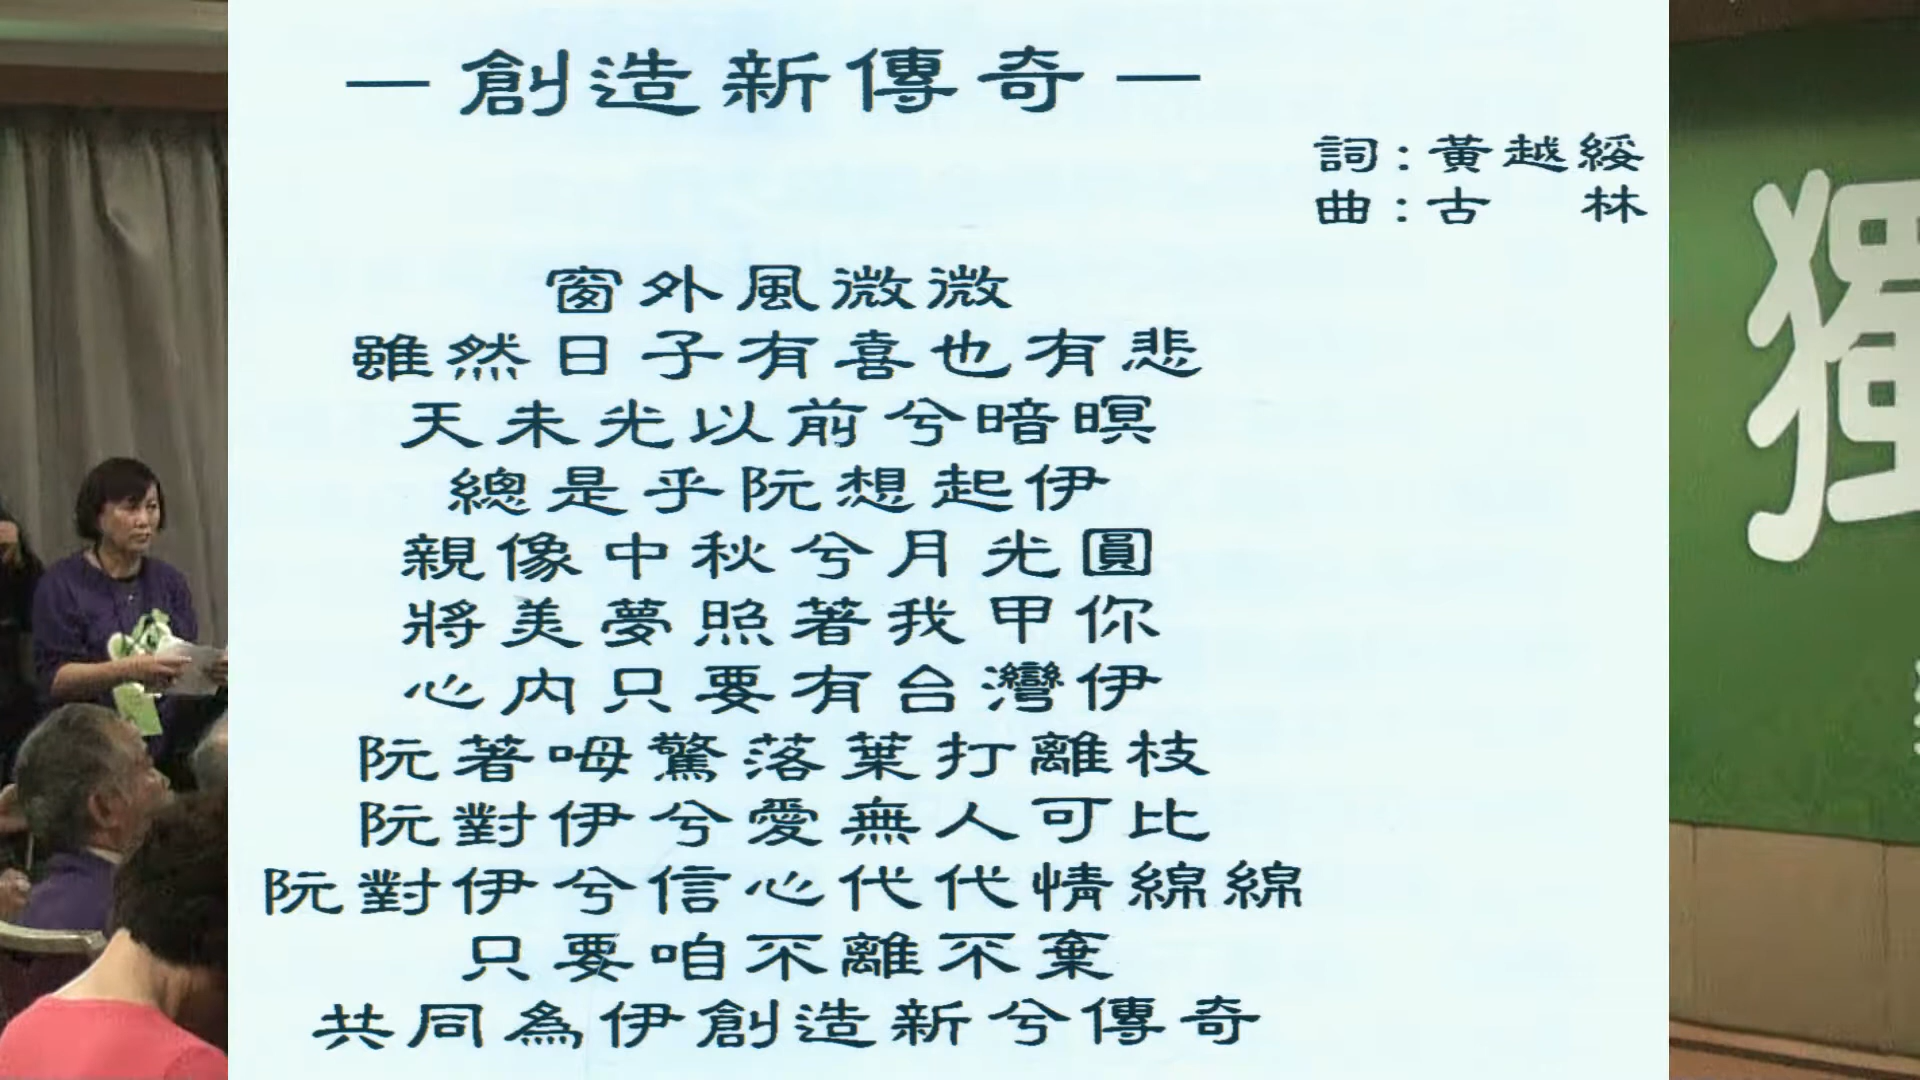 －創造新傳奇－
詞:黃越綏
曲:古　林
窗外風微微
雖然日子有喜也有悲
天未光以前兮暗暝
總是乎阮想起伊
親像中秋兮月光圓
將美夢照著我甲你
心內只要有台灣伊
阮著呣驚落葉打離枝
阮對伊兮愛無人可比
阮對伊兮信心代代情綿綿
只要咱不離不棄
共同為伊創造新兮傳奇
獨